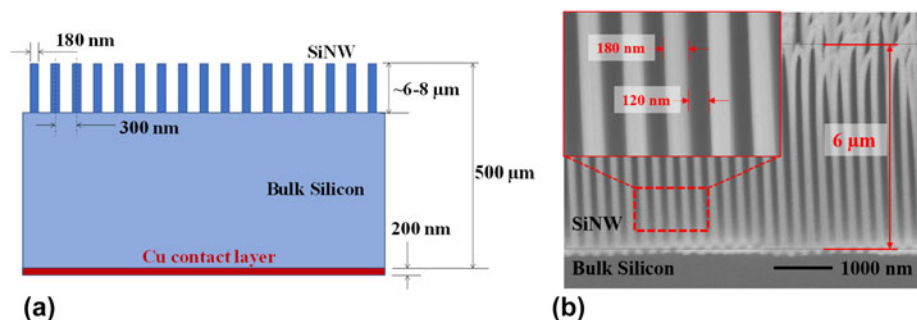 180 nm
SiNW
~6-8 μm
300 nm
500 μm
Bulk Silicon
200 nm
Cu contact layer
(a)
180 nm
120 nm
6 μm
SiNW
Bulk Silicon
1000 nm
(b)